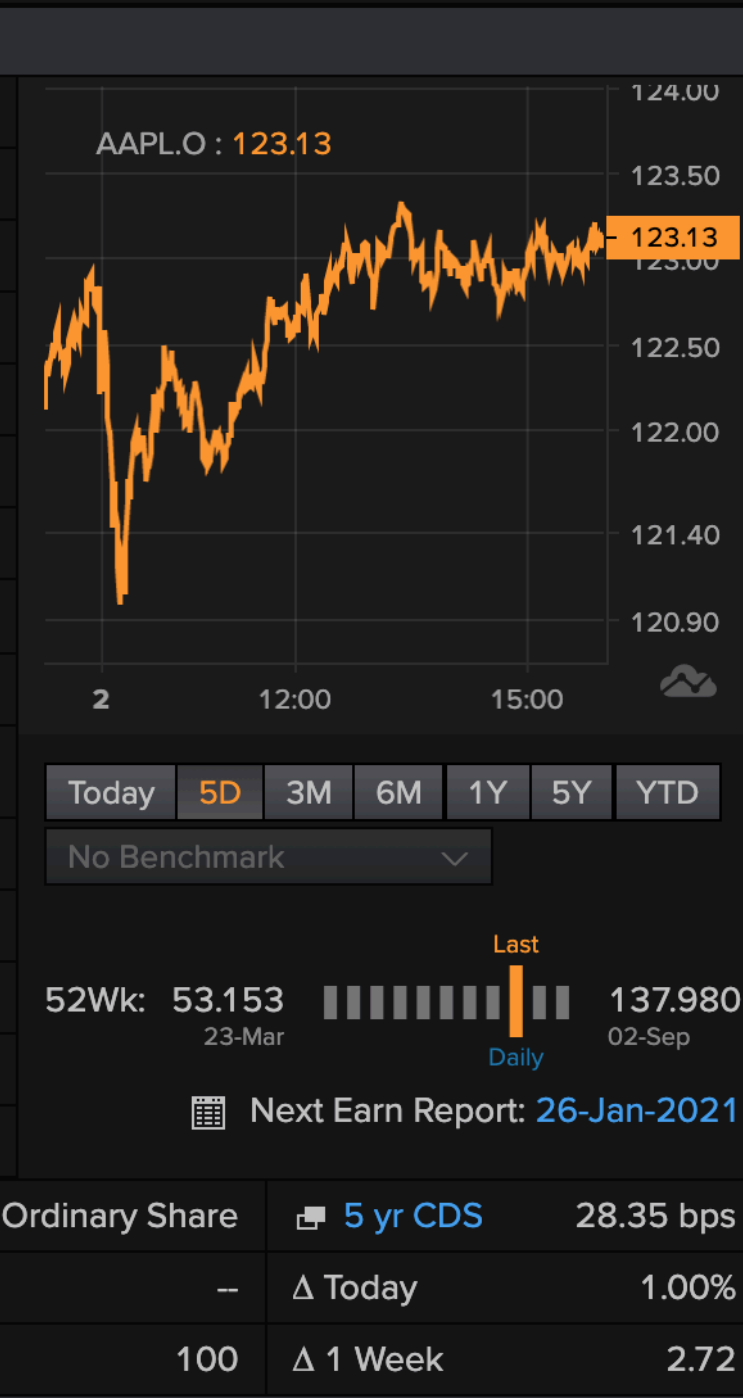 124.00
AAPL.O : 123.13
123.50
123.13
123.00
122.50
122.00
121.40
120.90
2 12:00 15:00
Today 5D 3M 6M 1Y 5Y YTD
No Benchmark
Last
52Wk: 53.153 137.980
23-Mar 02-Sep
Daily
Next Earn Report: 26-Jan-2021
Ordinary Share 5 yr CDS 28.35 bps
-- Δ Today 1.00%
100 Δ 1 Week 2.72